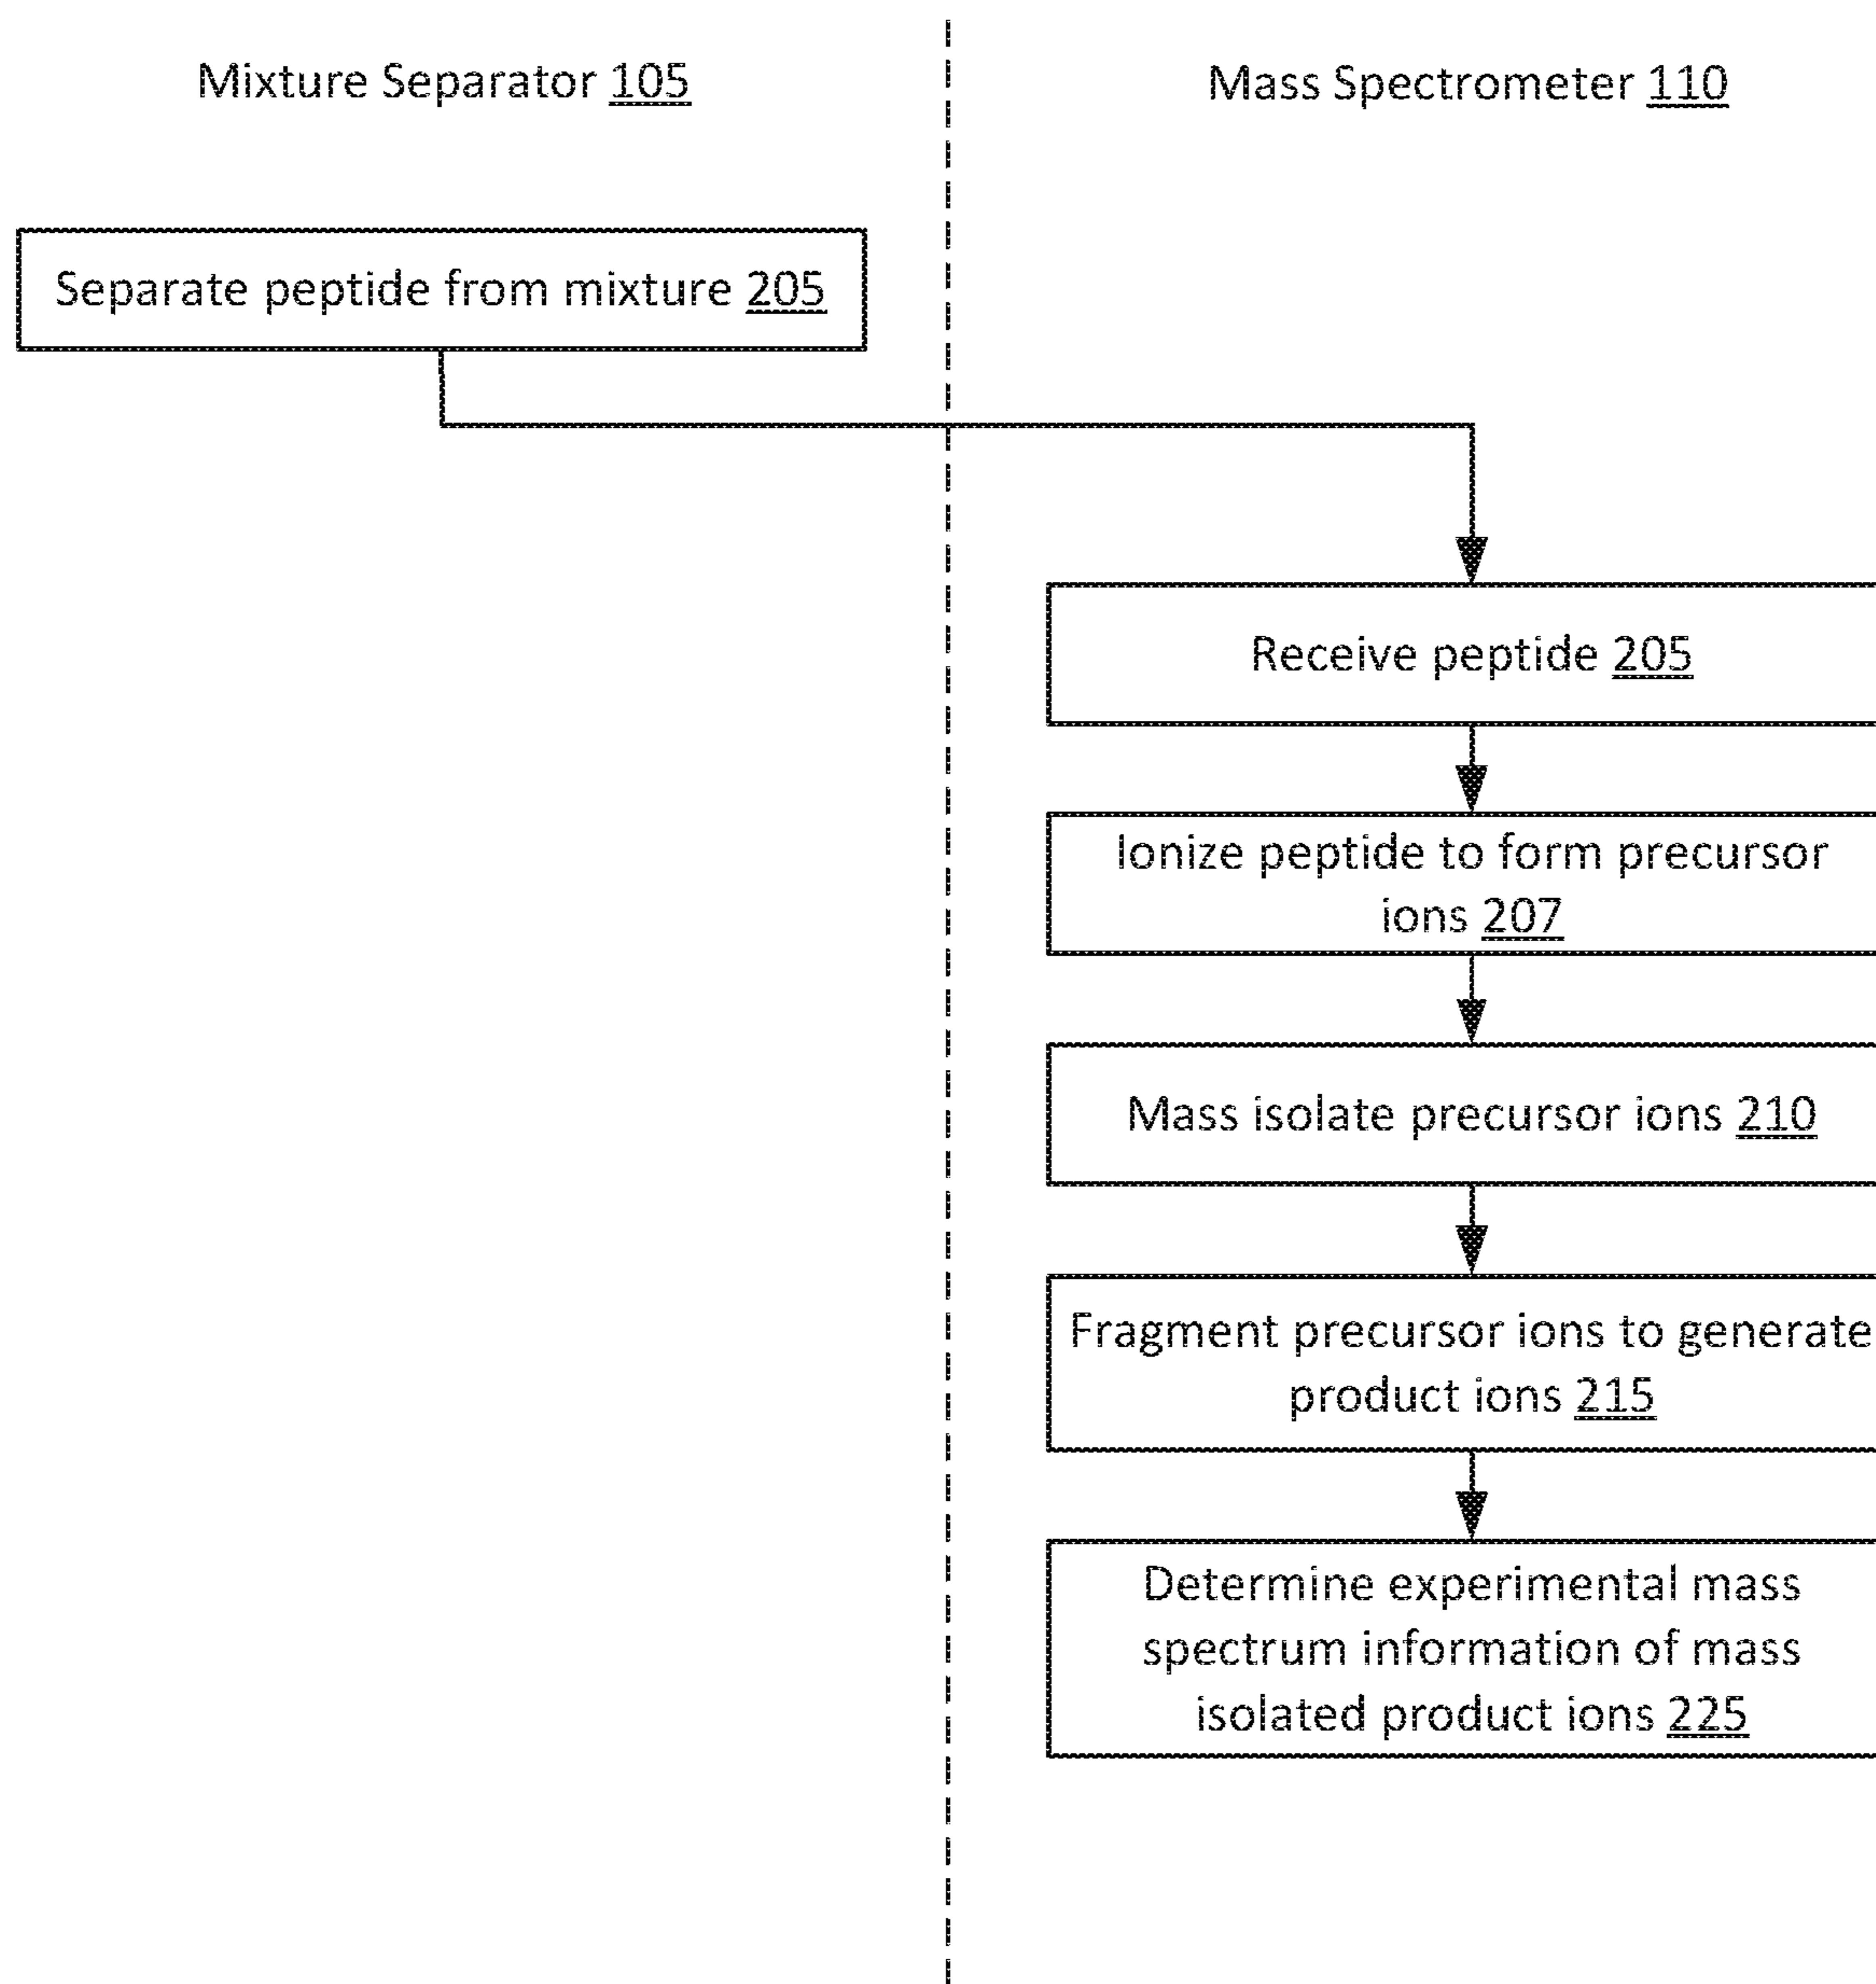 Mixture Separator 105
Mass Spectrometer 110
Separate peptide from mixture 205
Receive peptide 205
Ionize peptide to form precursor
ions 207
Mass isolate precursor ions 210
Fragment precursor ions to generate
product ions 215
Determine experimental mass
spectrum information of mass
isolated product ions 225